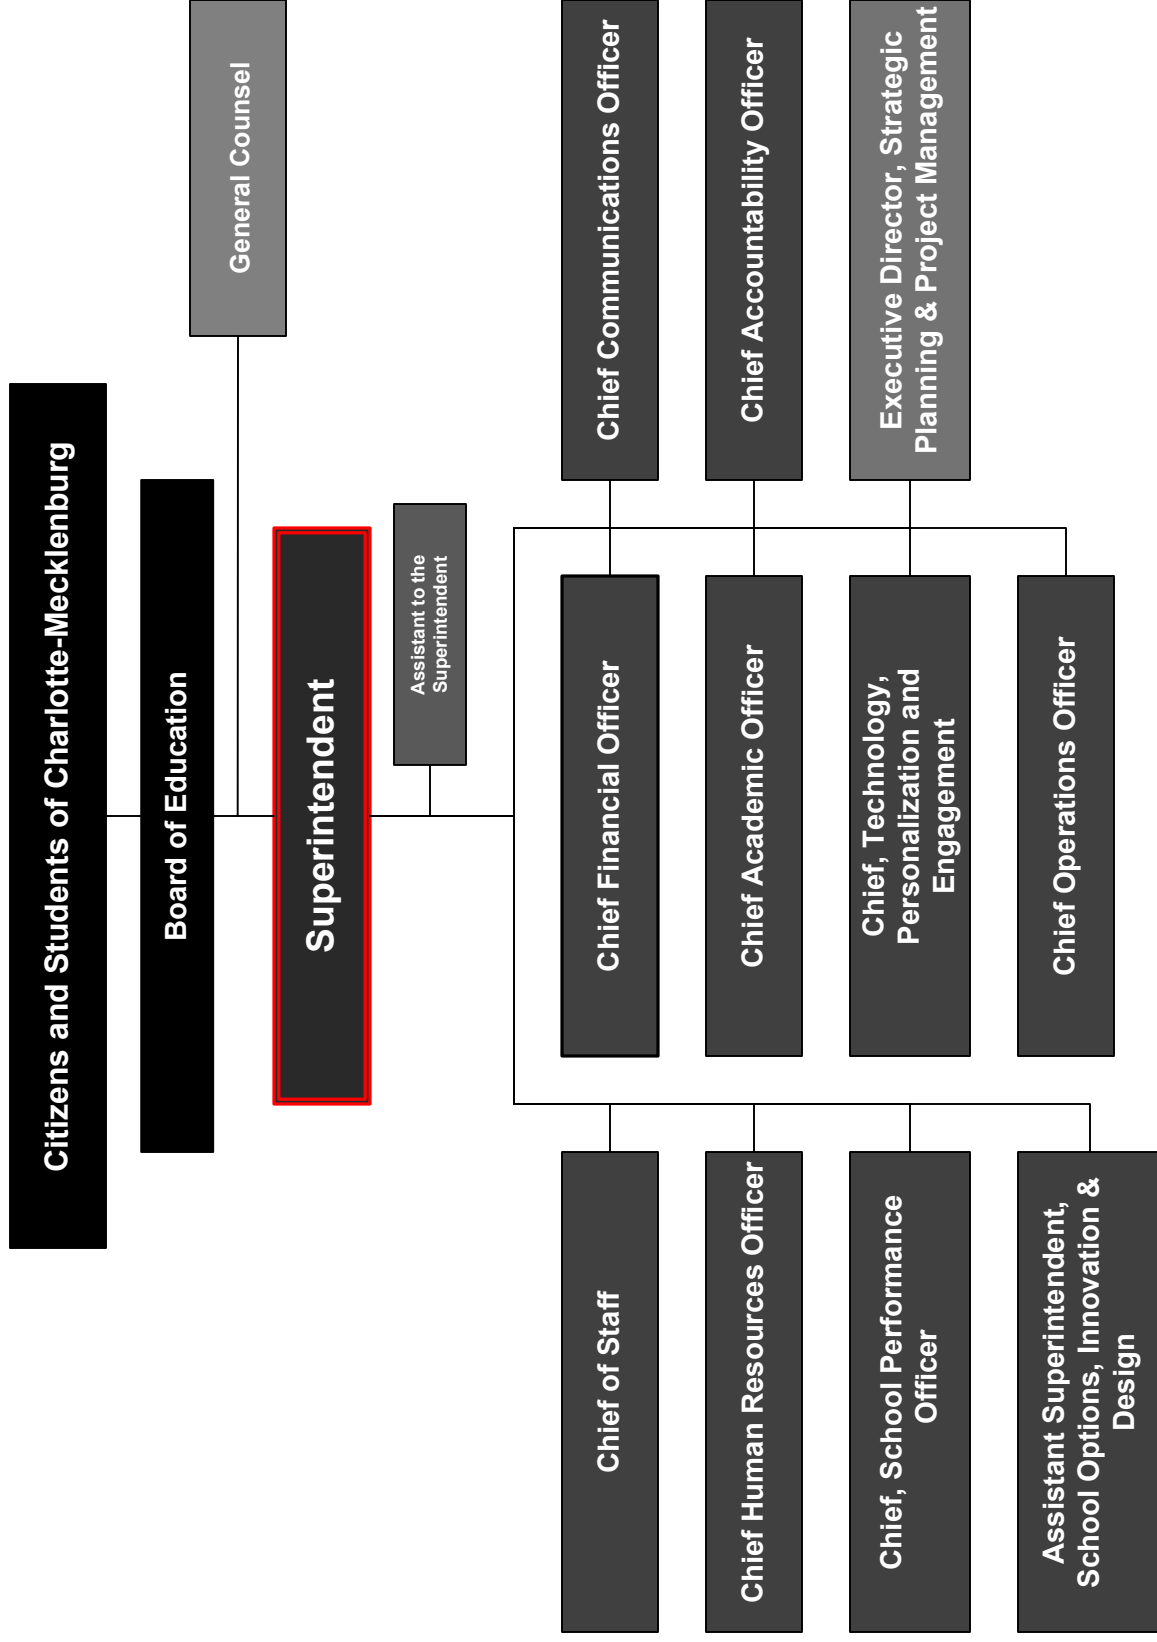 Citizens and Students of Charlotte-Mecklenburg
Board of Education
General Counsel
Superintendent
Assistant to the
Superintendent
Chief of Staff
Chief Financial Officer
Chief Communications Officer
Chief Human Resources Officer
Chief Academic Officer
Chief Accountability Officer
Chief, School Performance
Officer
Chief, Technology,
Personalization and
Engagement
Executive Director, Strategic
Planning & Project Management
Assistant Superintendent,
School Options, Innovation &
Design
Chief Operations Officer